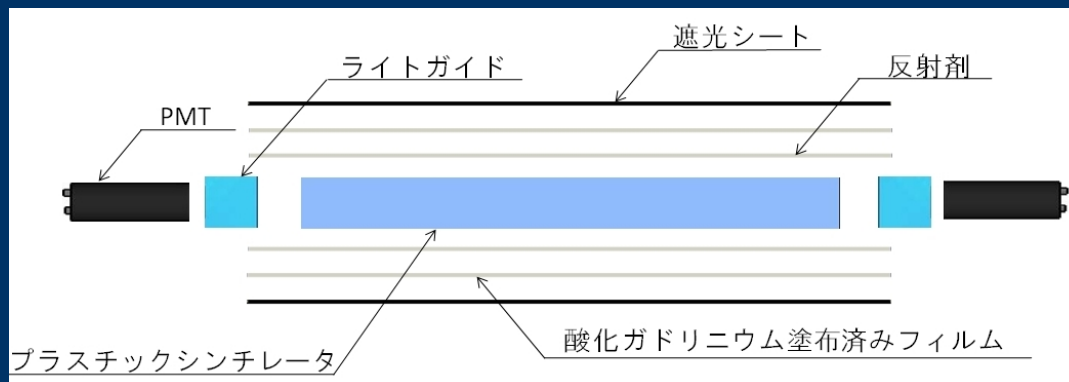 遮光シート
ライトガイド
反射剤
PMT
酸化ガドリニウム塗布済みフィルム
プラスチックシンチレータ